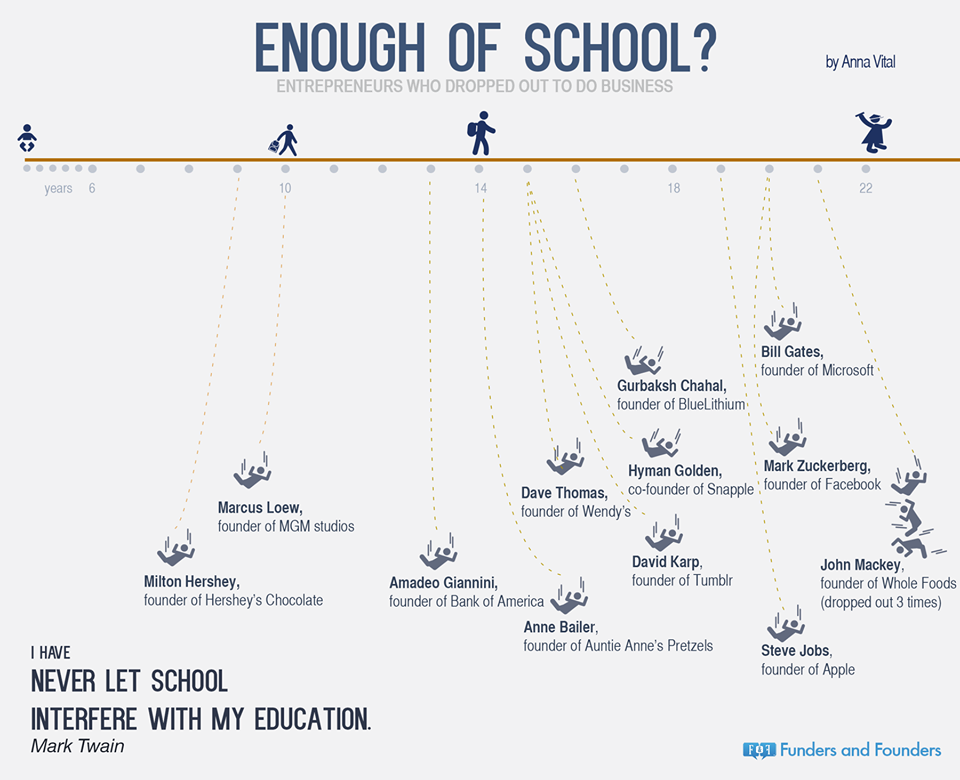 ENOUGH OF SCHOOL?
by Anna Vital
ENTREPRENEURS WHO DROPPED OUT TO DO BUSINESS
years 6 10 14 18 22
Bill Gates,
founder of Microsoft
Gurbaksh Chahal,
founder of BlueLithium
Mark Zuckerberg,
founder of Facebook
Hyman Golden,
co-founder of Snapple
Dave Thomas,
founder of Wendy's
Marcus Loew,
founder of MGM studios
David Karp,
founder of Tumblr
John Mackey,
founder of Whole Foods
(dropped out 3 times)
Milton Hershey,
founder of Hershey's Chocolate
Amadeo Giannini,
founder of Bank of America
Anne Bailer,
founder of Auntie Anne's Pretzels
Steve Jobs,
founder of Apple
I HAVE
NEVER LET SCHOOL
INTERFERE WITH MY EDUCATION.
Mark Twain
FQF Funders and Founders